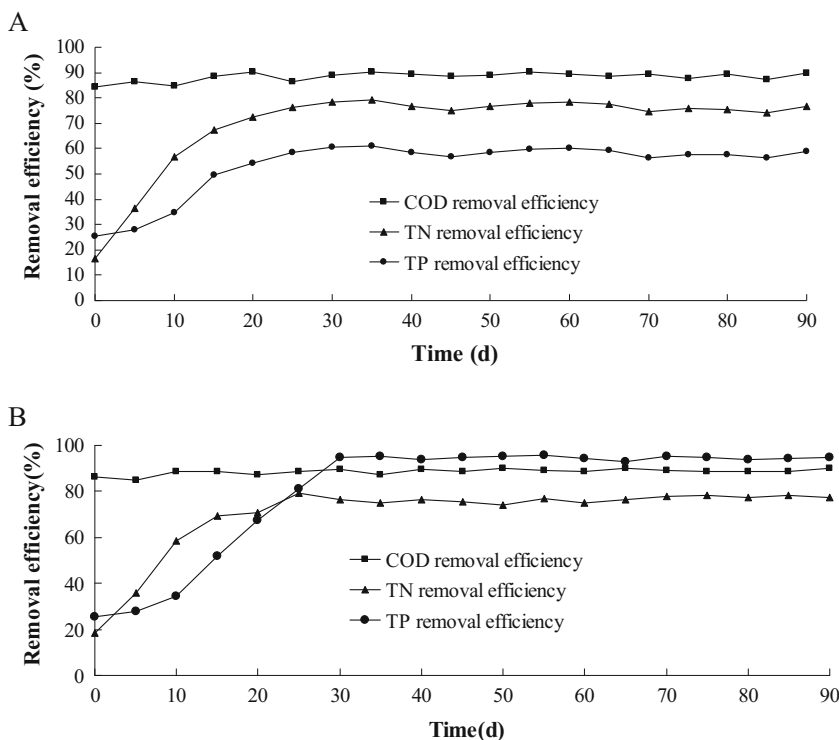 A
Removal efficiency (%)
100
90
80
70
60
50
40
30
20
10
0
COD removal efficiency
TN removal efficiency
TP removal efficiency
0 10 20 30 40 50 60 70 80 90
Time (d)
B
Removal efficiency(%)
100
80
60
40
20
0
COD removal efficiency
TN removal efficiency
TP removal efficiency
0 10 20 30 40 50 60 70 80 90
Time(d)